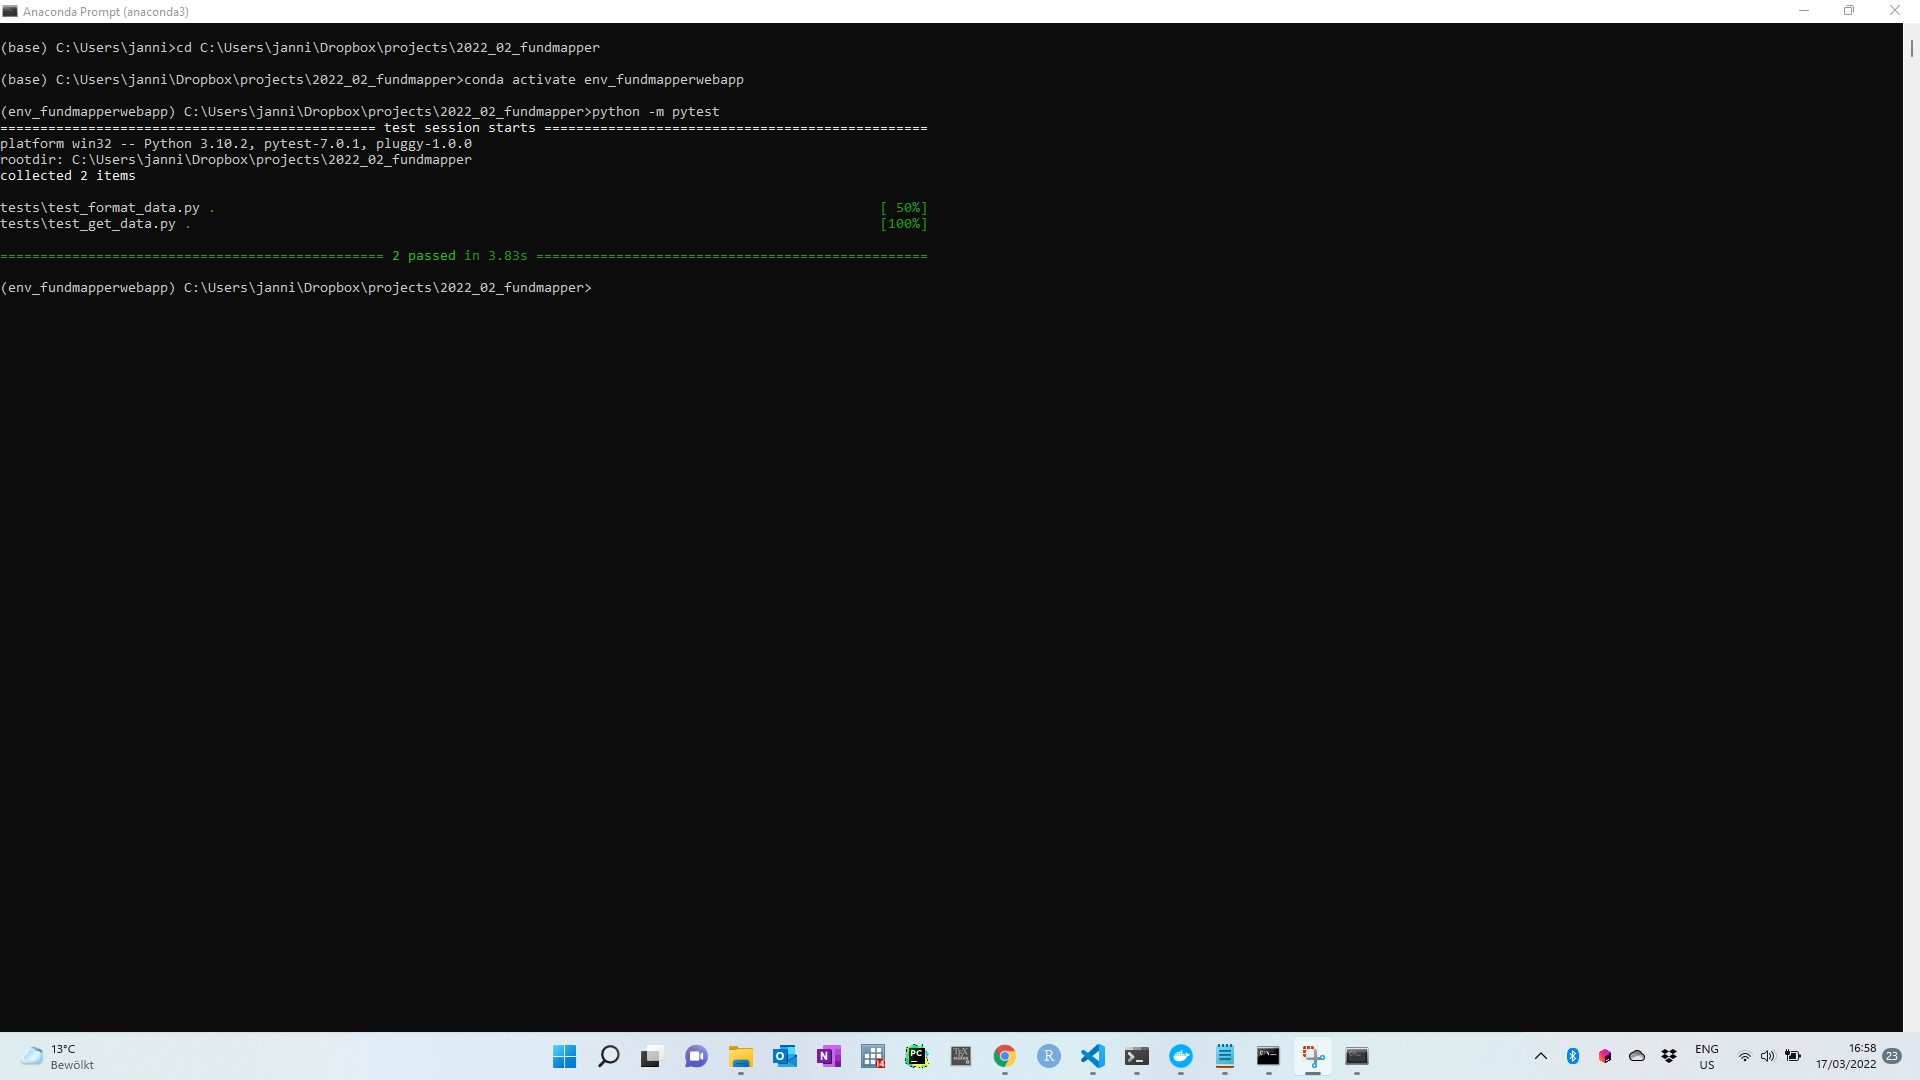 Anaconda Prompt (anaconda3)
(base) C:\Users\janni>cd C:\Users\janni\Dropbox\projects\2022_02_fundmapper
(base) C:\Users\janni\Dropbox\projects\2022_02_fundmapper>conda activate env_fundmapperwebapp
(env_fundmapperwebapp) C:\Users\janni\Dropbox\projects\2022_02_fundmapper>python -m pytest
=============================================== test session starts ================================================
platform win32 -- Python 3.10.2, pytest-7.0.1, pluggy-1.0.0
rootdir: C:\Users\janni\Dropbox\projects\2022_02_fundmapper
collected 2 items
tests\test_format_data.py . [ 50%]
tests\test_get_data.py . [100%]
================================================ 2 passed in 3.83s =================================================
(env_fundmapperwebapp) C:\Users\janni\Dropbox\projects\2022_02_fundmapper>
13°C
Bewölkt
ENG
US
16:58
17/03/2022
23